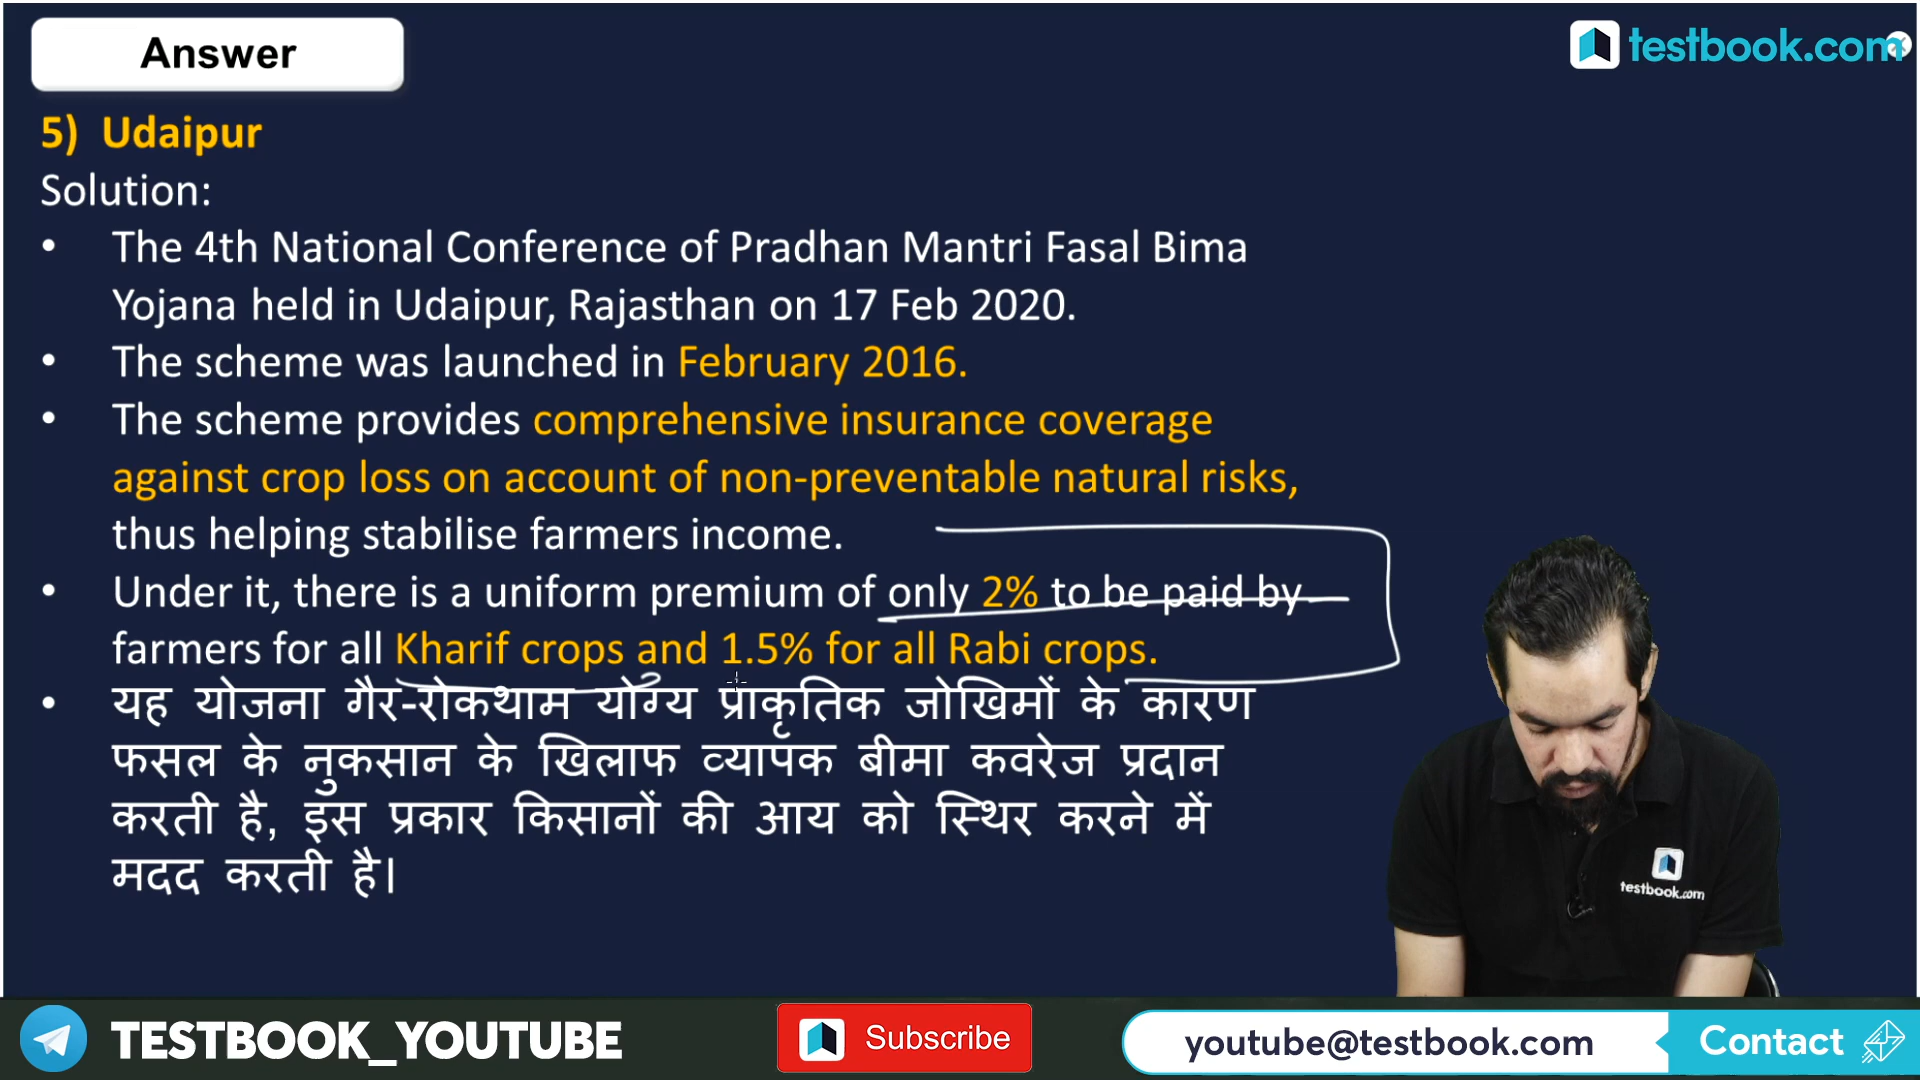 Answer
testbook.com
5) Udaipur
Solution:
• The 4th National Conference of Pradhan Mantri Fasal Bima
Yojana held in Udaipur, Rajasthan on 17 Feb 2020.
• The scheme was launched in February 2016.
• The scheme provides comprehensive insurance coverage
against crop loss on account of non-preventable natural risks,
thus helping stabilise farmers income.
• Under it, there is a uniform premium of only 2% to be paid by
farmers for all Kharif crops and 1.5% for all Rabi crops.
• यह योजना गैर-रोकथाम योग्य प्राकृतिक जोखिमों के कारण
फसल के नुकसान के खिलाफ व्यापक बीमा कवरेज प्रदान
करती है, इस प्रकार किसानों की आय को स्थिर करने में
मदद करती है।
testbook.com
TESTBOOK_YOUTUBE
Subscribe
youtube@testbook.com
Contact